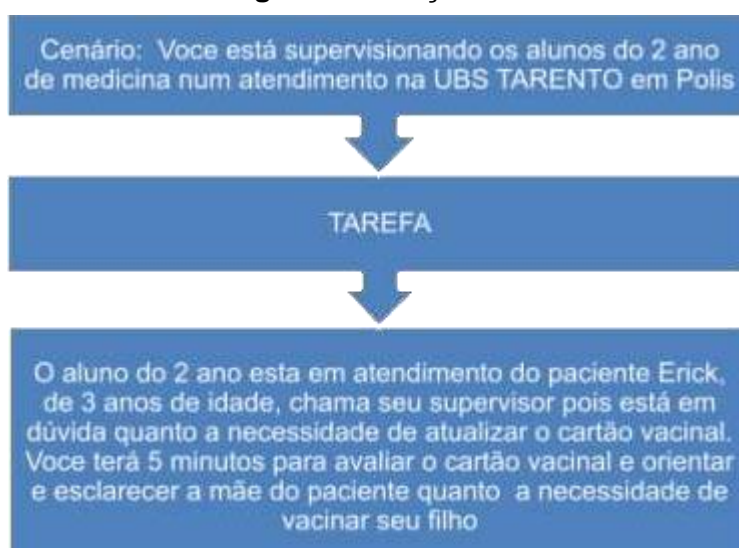 Cenário: Voce está supervisionando os alunos do 2 ano
de medicina num atendimento na UBS TARENTO em Polis
TAREFA
O aluno do 2 ano esta em atendimento do paciente Erick,
de 3 anos de idade, chama seu supervisor pois está em
dúvida quanto a necessidade de atualizar o cartão vacinal.
Voce terá 5 minutos para avaliar o cartão vacinal e orientar
e esclarecer a mãe do paciente quanto a necessidade de
vacinar seu filho